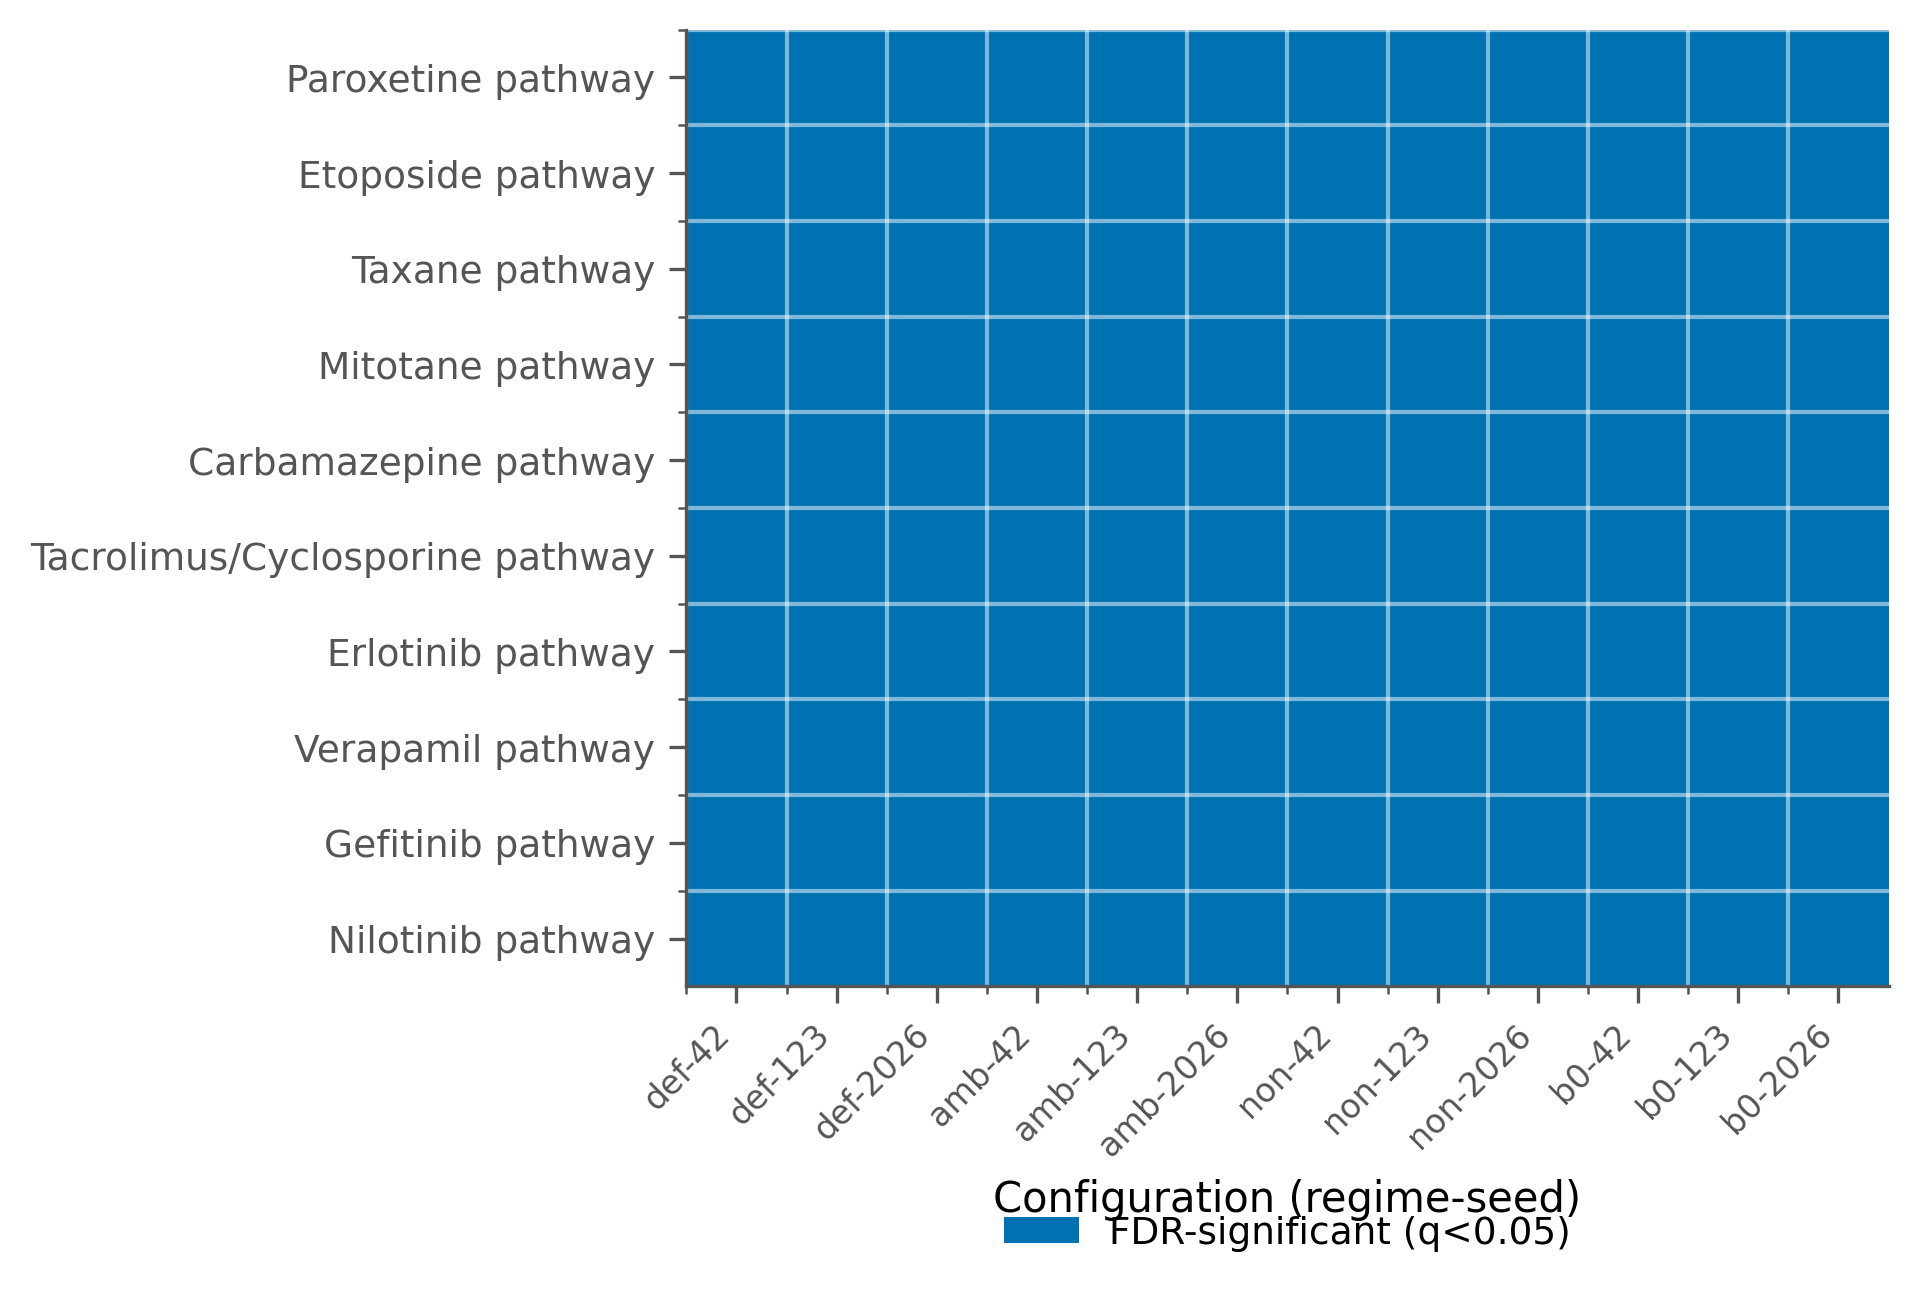 Paroxetine pathway
Etoposide pathway
Taxane pathway
Mitotane pathway
Carbamazepine pathway
Tacrolimus/Cyclosporine pathway
Erlotinib pathway
Verapamil pathway
Gefitinib pathway
Nilotinib pathway
def-42
def-123
def-2026
amb-42
amb-123
amb-2026
non-42
non-123
non-2026
b0-42
b0-123
b0-2026
Configuration (regime-seed)
FDR-significant (q<0.05)